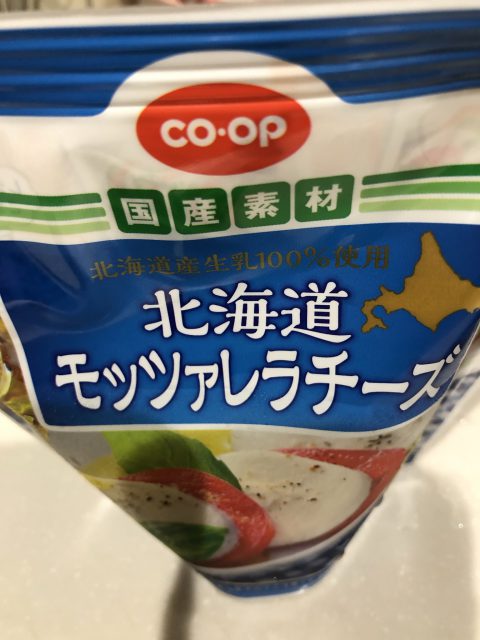 CO·OP
国産素材
北海道産生乳100%使用
北海道
モッツァレラチーズ